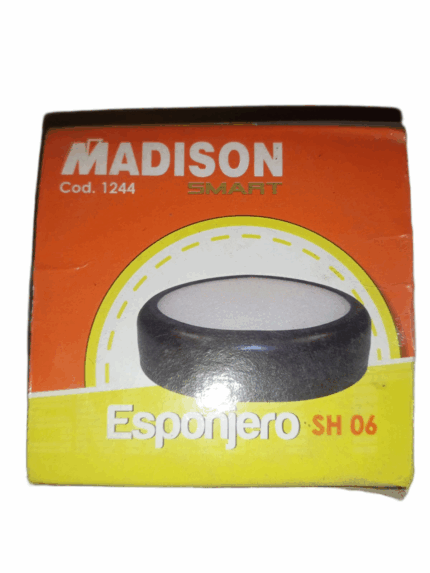 MADISON
Cod. 1244
SMART
Esponjero SH 06